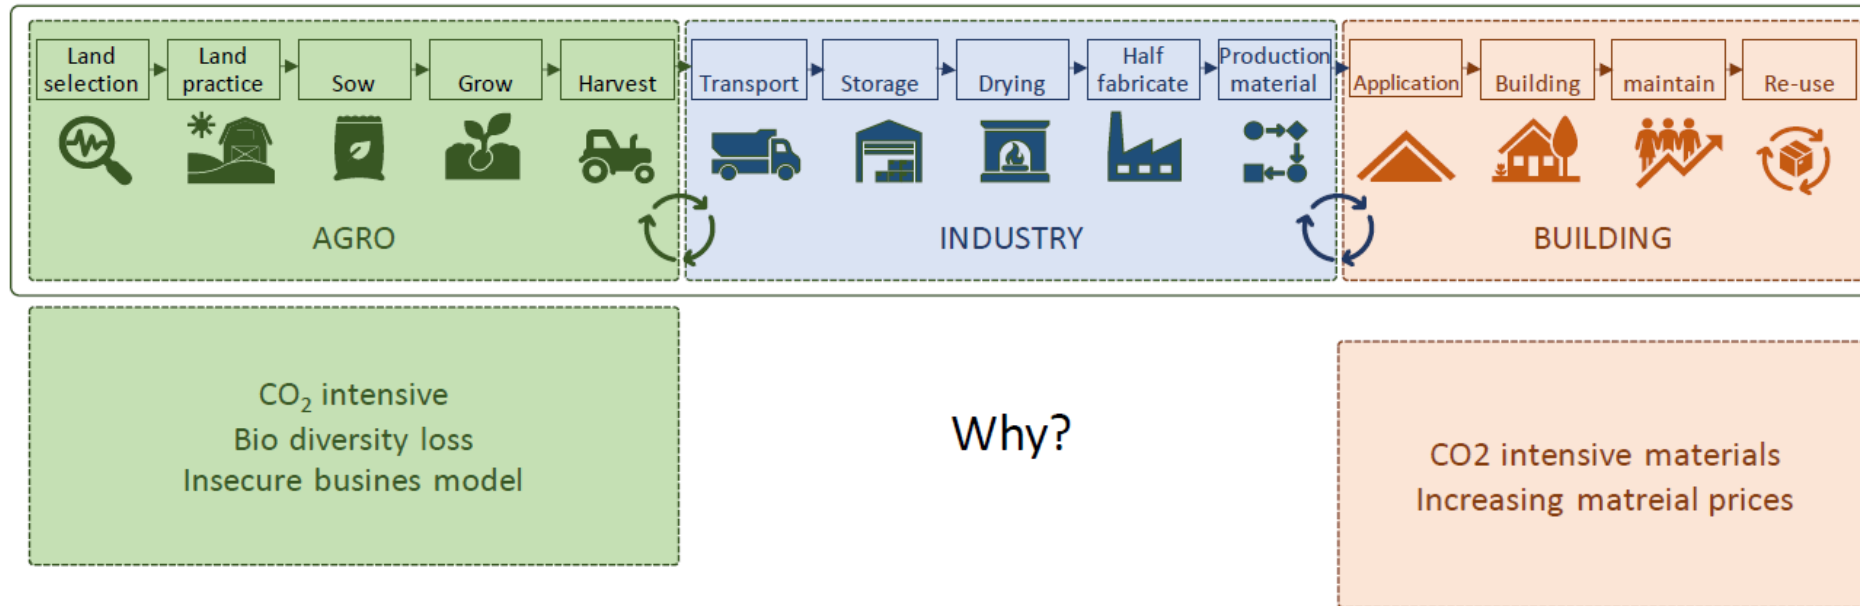 Land
selection
Land
practice
Sow
Grow
Harvest
Transport
Storage
Drying
Half
fabricate
Production
material
Application
Building
maintain
Re-use
AGRO
INDUSTRY
BUILDING
CO₂ intensive
Bio diversity loss
Insecure busines model
Why?
CO2 intensive materials
Increasing matreial prices